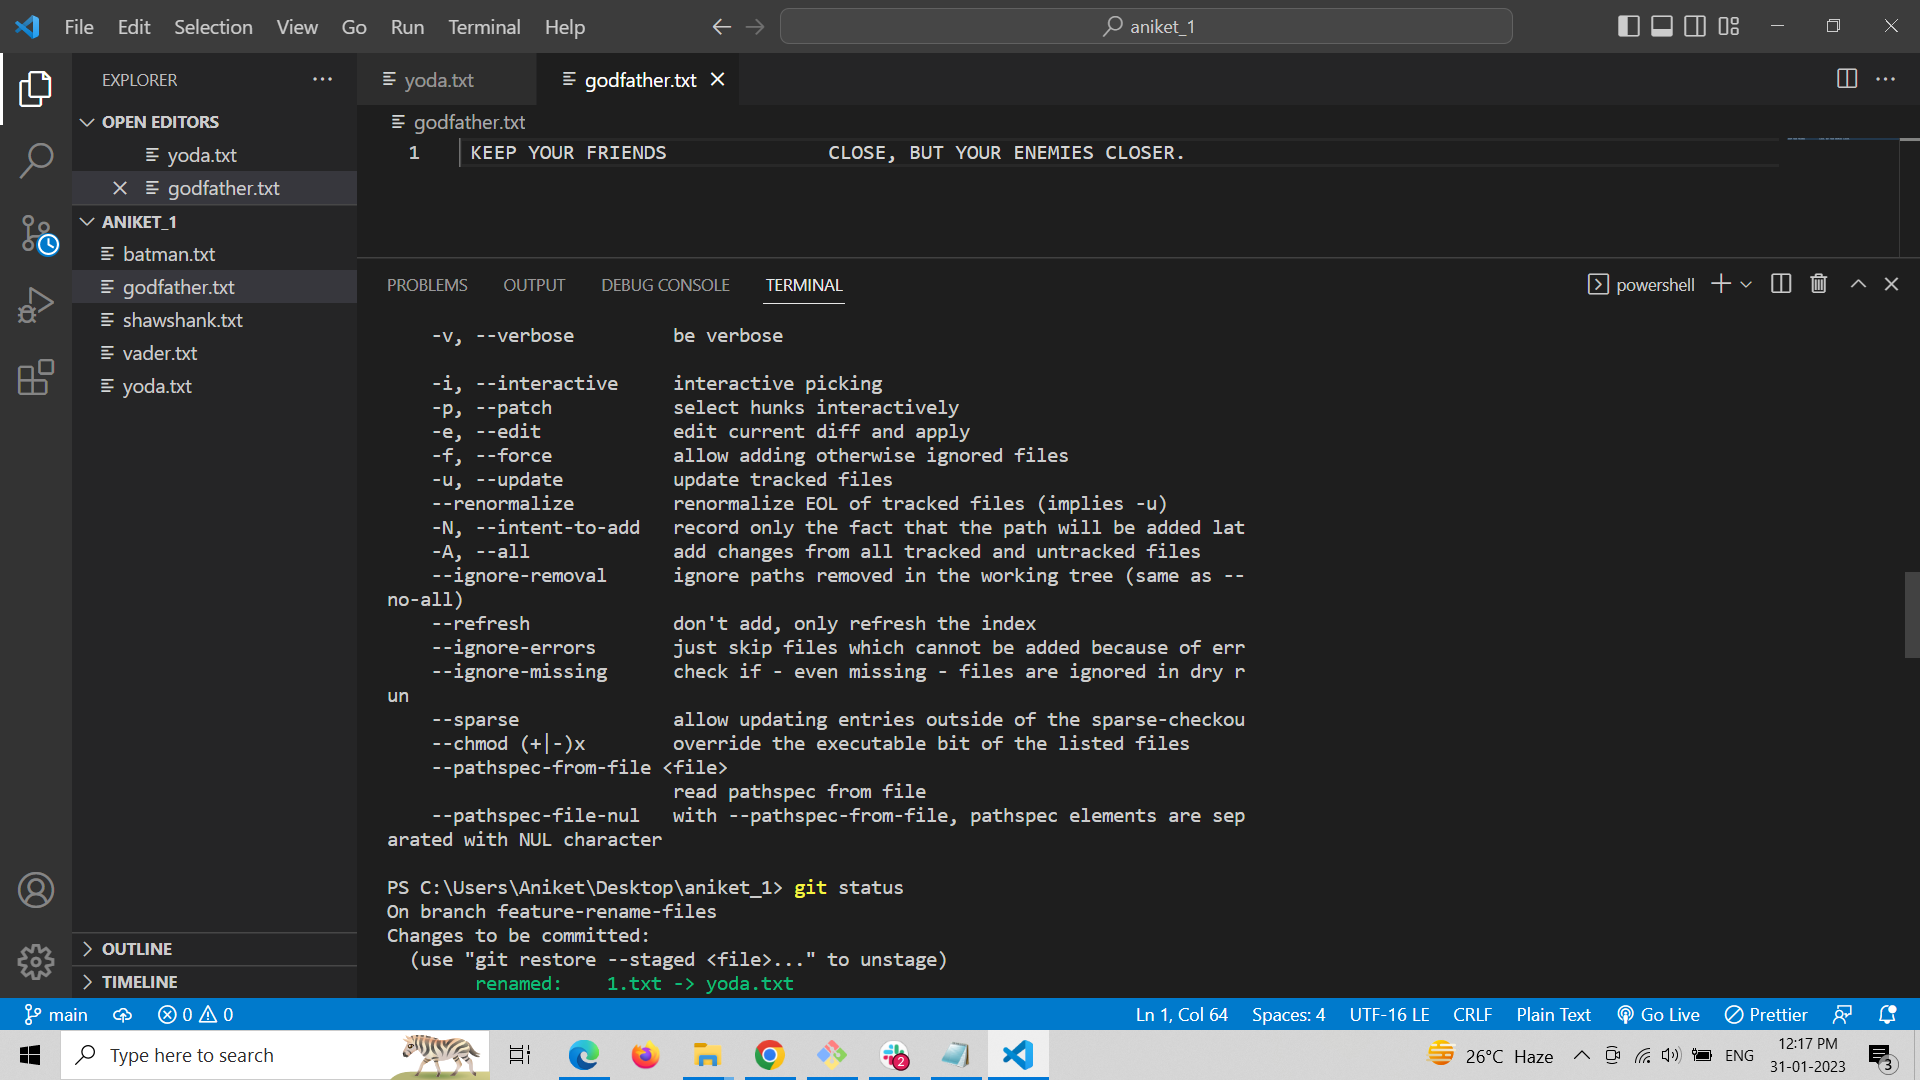 File Edit Selection View Go Run Terminal Help
aniket_1
EXPLORER
OPEN EDITORS
yoda.txt
godfather.txt
ANIKET_1
batman.txt
godfather.txt
shawshank.txt
vader.txt
yoda.txt
OUTLINE
TIMELINE
yoda.txt godfather.txt
godfather.txt
1 KEEP YOUR FRIENDS CLOSE, BUT YOUR ENEMIES CLOSER.
PROBLEMS OUTPUT DEBUG CONSOLE TERMINAL
powershell
-v, --verbose be verbose
-i, --interactive interactive picking
-p, --patch select hunks interactively
-e, --edit edit current diff and apply
-f, --force allow adding otherwise ignored files
-u, --update update tracked files
--renormalize renormalize EOL of tracked files (implies -u)
-N, --intent-to-add record only the fact that the path will be added lat
-A, --all add changes from all tracked and untracked files
--ignore-removal ignore paths removed in the working tree (same as --
no-all)
--refresh don't add, only refresh the index
--ignore-errors just skip files which cannot be added because of err
--ignore-missing check if - even missing - files are ignored in dry r
un
--sparse allow updating entries outside of the sparse-checkou
--chmod (+|-)x override the executable bit of the listed files
--pathspec-from-file <file>
read pathspec from file
--pathspec-file-nul with --pathspec-from-file, pathspec elements are sep
arated with NUL character
PS C:\Users\Aniket\Desktop\aniket_1> git status
On branch feature-rename-files
Changes to be committed:
(use "git restore --staged <file>..." to unstage)
renamed: 1.txt -> yoda.txt
main 0 0 Ln 1, Col 64 Spaces: 4 UTF-16 LE CRLF Plain Text Go Live Prettier
Type here to search
2
26°C Haze ENG
12:17 PM
31-01-2023
3